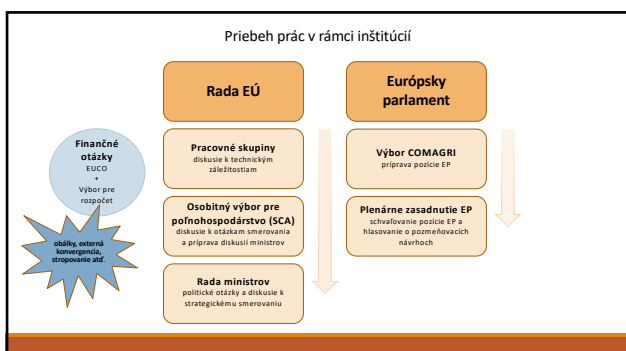 Priebeh prác v rámci inštitúcií
Rada EÚ
Pracovné skupiny
diskusie k technickým
záležitostiam
Osobitný výbor pre
poľnohospodárstvo (SCA)
diskusie k otázkam smerovania
a príprava diskusií ministrov
Rada ministrov
politické otázky a diskusie k
strategickému smerovaniu
Európsky
parlament
Výbor COMAGRI
príprava pozície EP
Plenárne zasadnutie EP
schvaľovanie pozície EP a
hlasovanie o pozmeňovacích
návrhoch
Finančné
otázky
EUCO
+
Výbor pre
rozpočet
obálky, externá
konvergencia,
stropovanie atď.